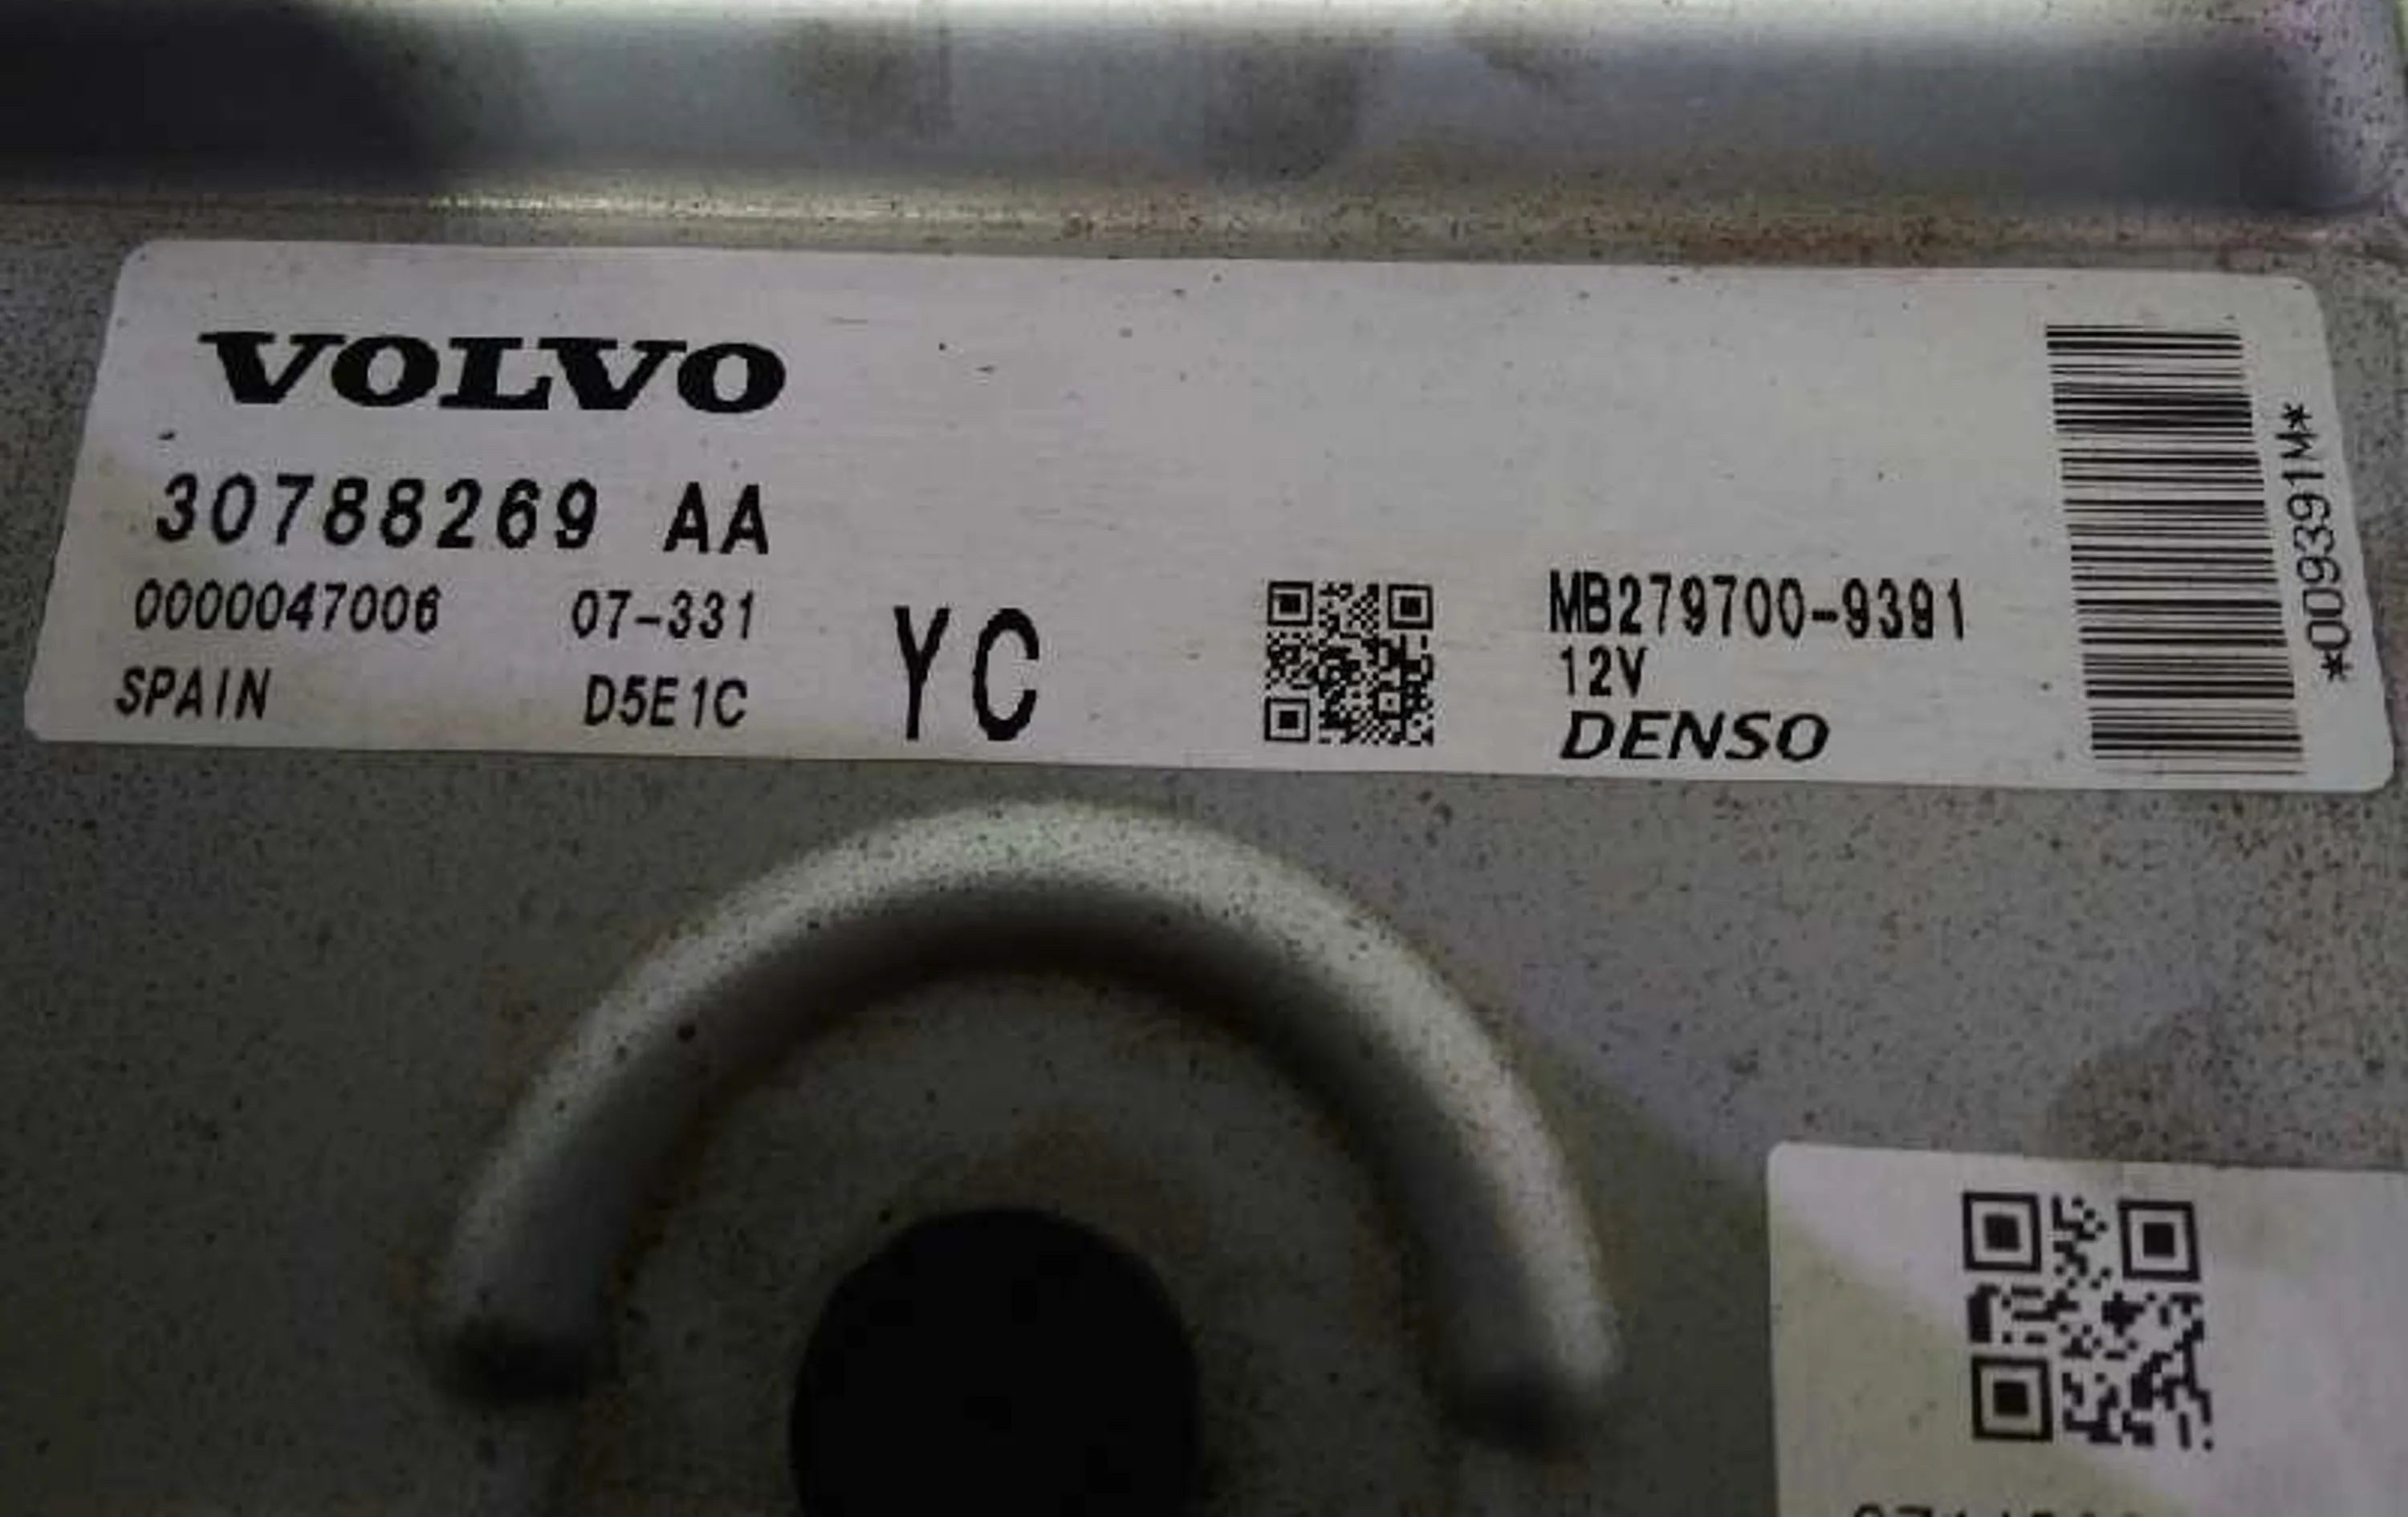 VOLVO
30788269 AA
0000047006 07-331
SPAIN D5E1C
YC
MB279700-9391
12V
DENSO
*009391M*